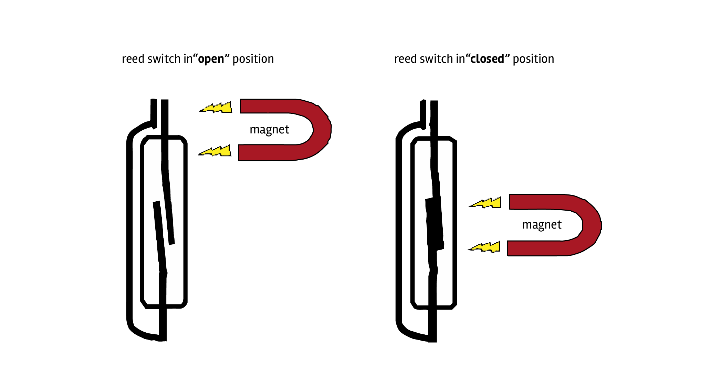 reed switch in“open” position
reed switch in“closed” position
magnet
magnet